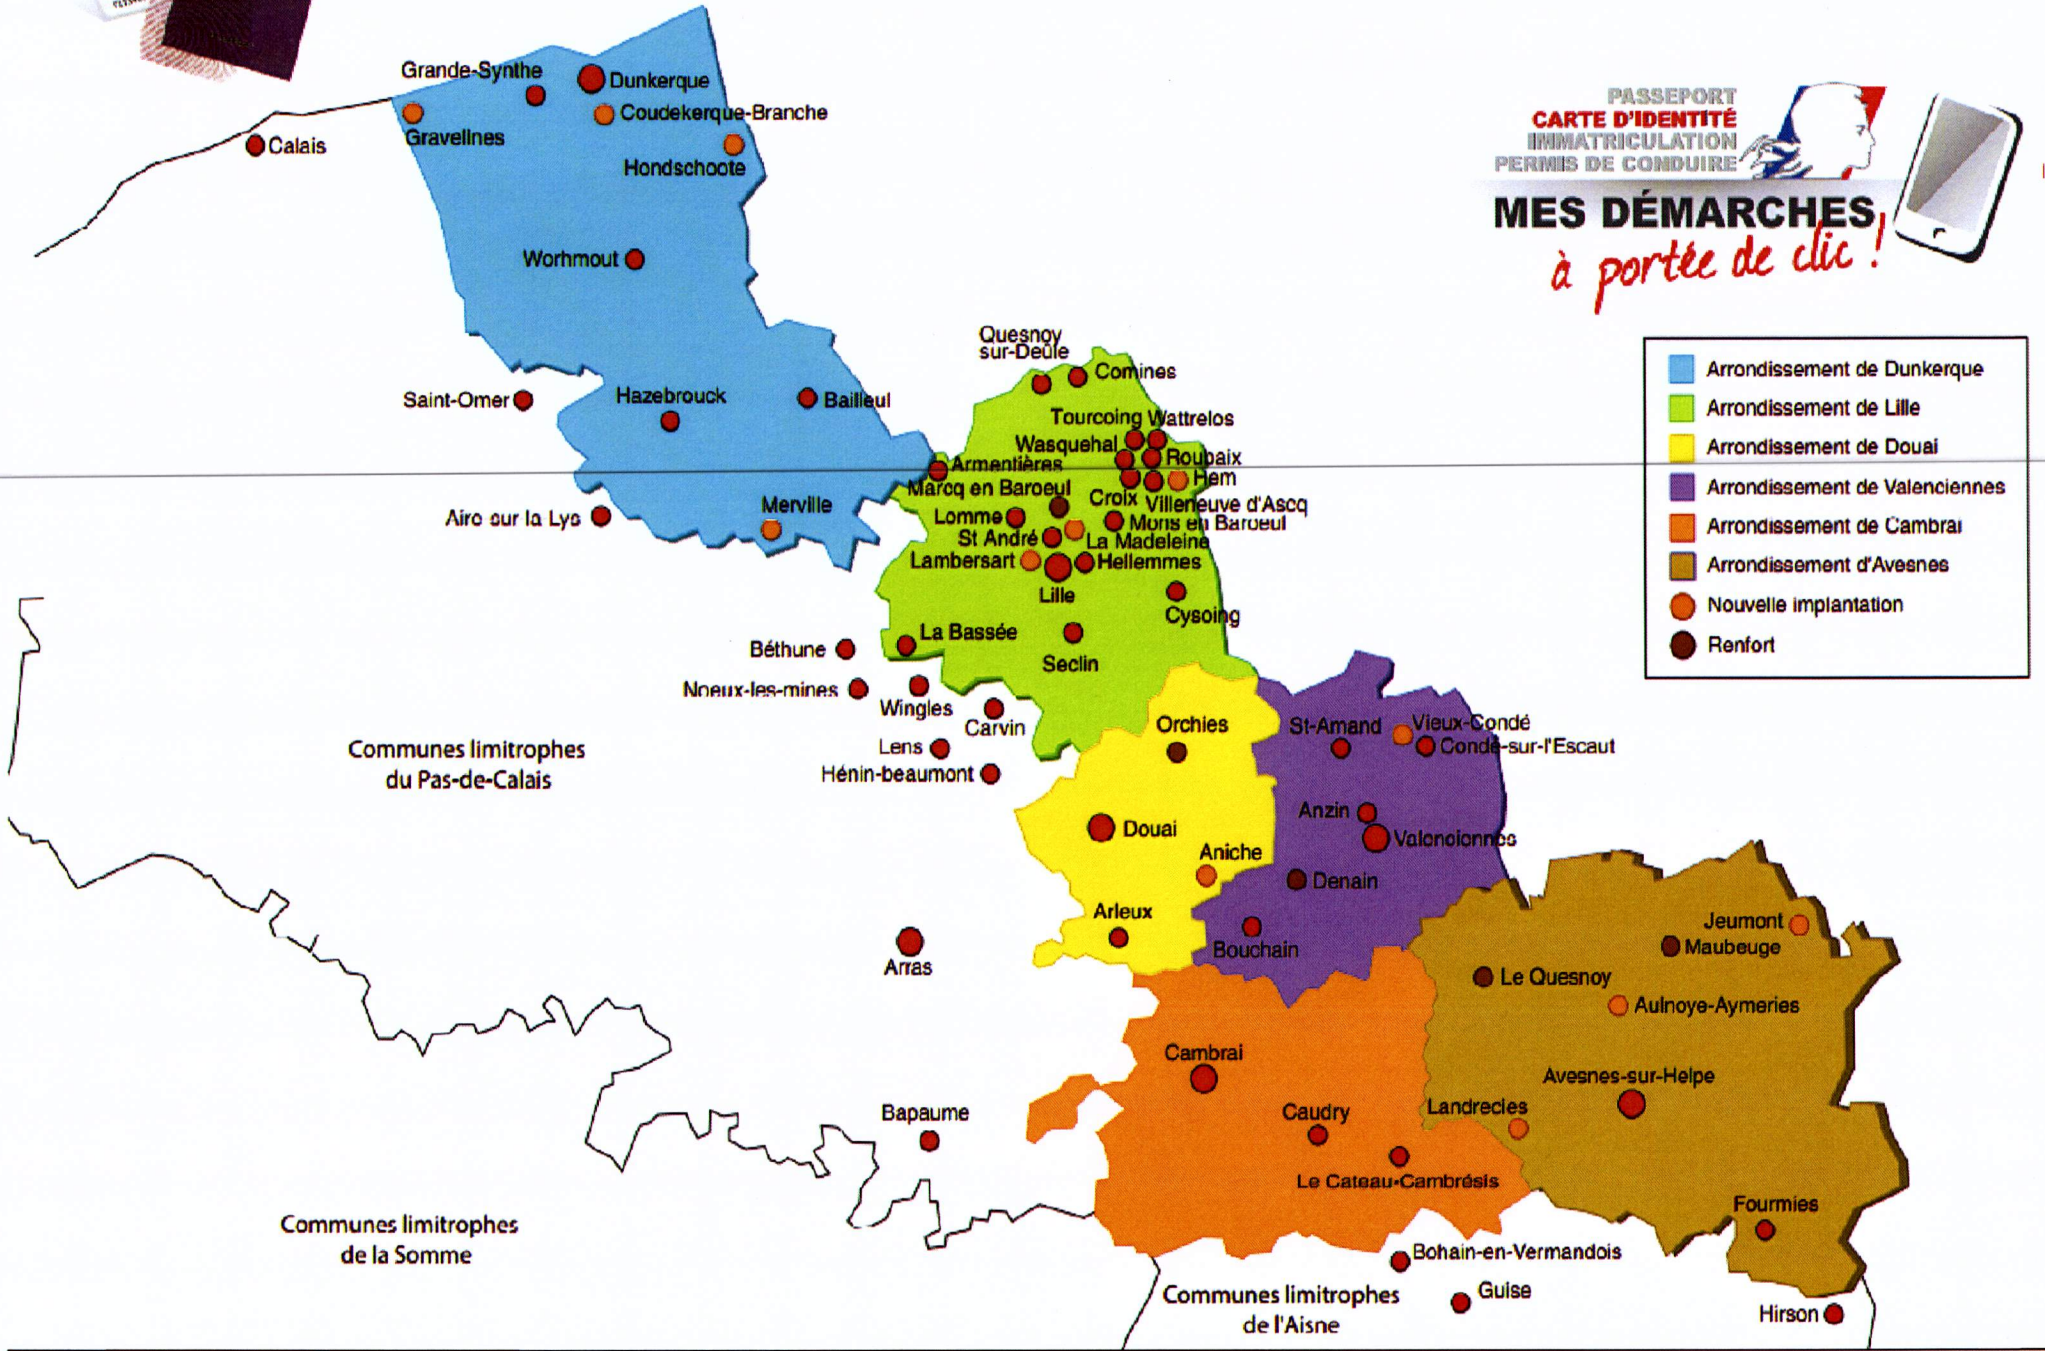 Grande-Synthe
Dunkerque
Coudekerque-Branche
Gravelines
Calais
Hondschoote
Worhmout
Saint-Omer
Hazebrouck
Bailleul
Aire sur la Lys
Merville
PASSEPORT
CARTE D'IDENTITÉ
IMMATRICULATION
PERMIS DE CONDUIRE
MES DÉMARCHES
à portée de clic !
Arrondissement de Dunkerque
Arrondissement de Lille
Arrondissement de Douai
Arrondissement de Valenciennes
Arrondissement de Cambrai
Arrondissement d'Avesnes
Nouvelle implantation
Renfort
Quesnoy
sur-Deûle
Comines
Tourcoing Wattrelos
Wasquehal
Roubaix
Armentières
Hem
Marcq en Baroeul
Croix
Villeneuve d'Ascq
Lomme
Mons en Baroeul
St André
La Madeleine
Lambersart
Hellemmes
Lille
Cysoing
La Bassée
Seclin
Béthune
Noeux-les-mines
Wingles
Carvin
Lens
Hénin-beaumont
Communes limitrophes
du Pas-de-Calais
Orchies
St-Amand
Vieux-Condé
Condé-sur-l'Escaut
Anzin
Valenciennes
Douai
Aniche
Denain
Arleux
Bouchain
Arras
Jeumont
Maubeuge
Le Quesnoy
Aulnoye-Aymeries
Cambrai
Avesnes-sur-Helpe
Bapaume
Caudry
Landrecies
Le Cateau-Cambrésis
Fourmies
Communes limitrophes
de la Somme
Bohain-en-Vermandois
Guise
Communes limitrophes
de l'Aisne
Hirson